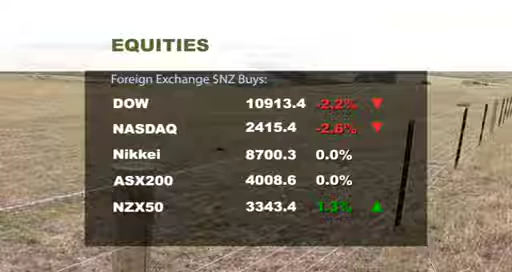 EQUITIES
Foreign Exchange $NZ Buys:
DOW 10913.4 -2.2% ▼
NASDAQ 2415.4 -2.6% ▼
Nikkei 8700.3 0.0%
ASX200 4008.6 0.0%
NZX50 3343.4 1.3% ▲